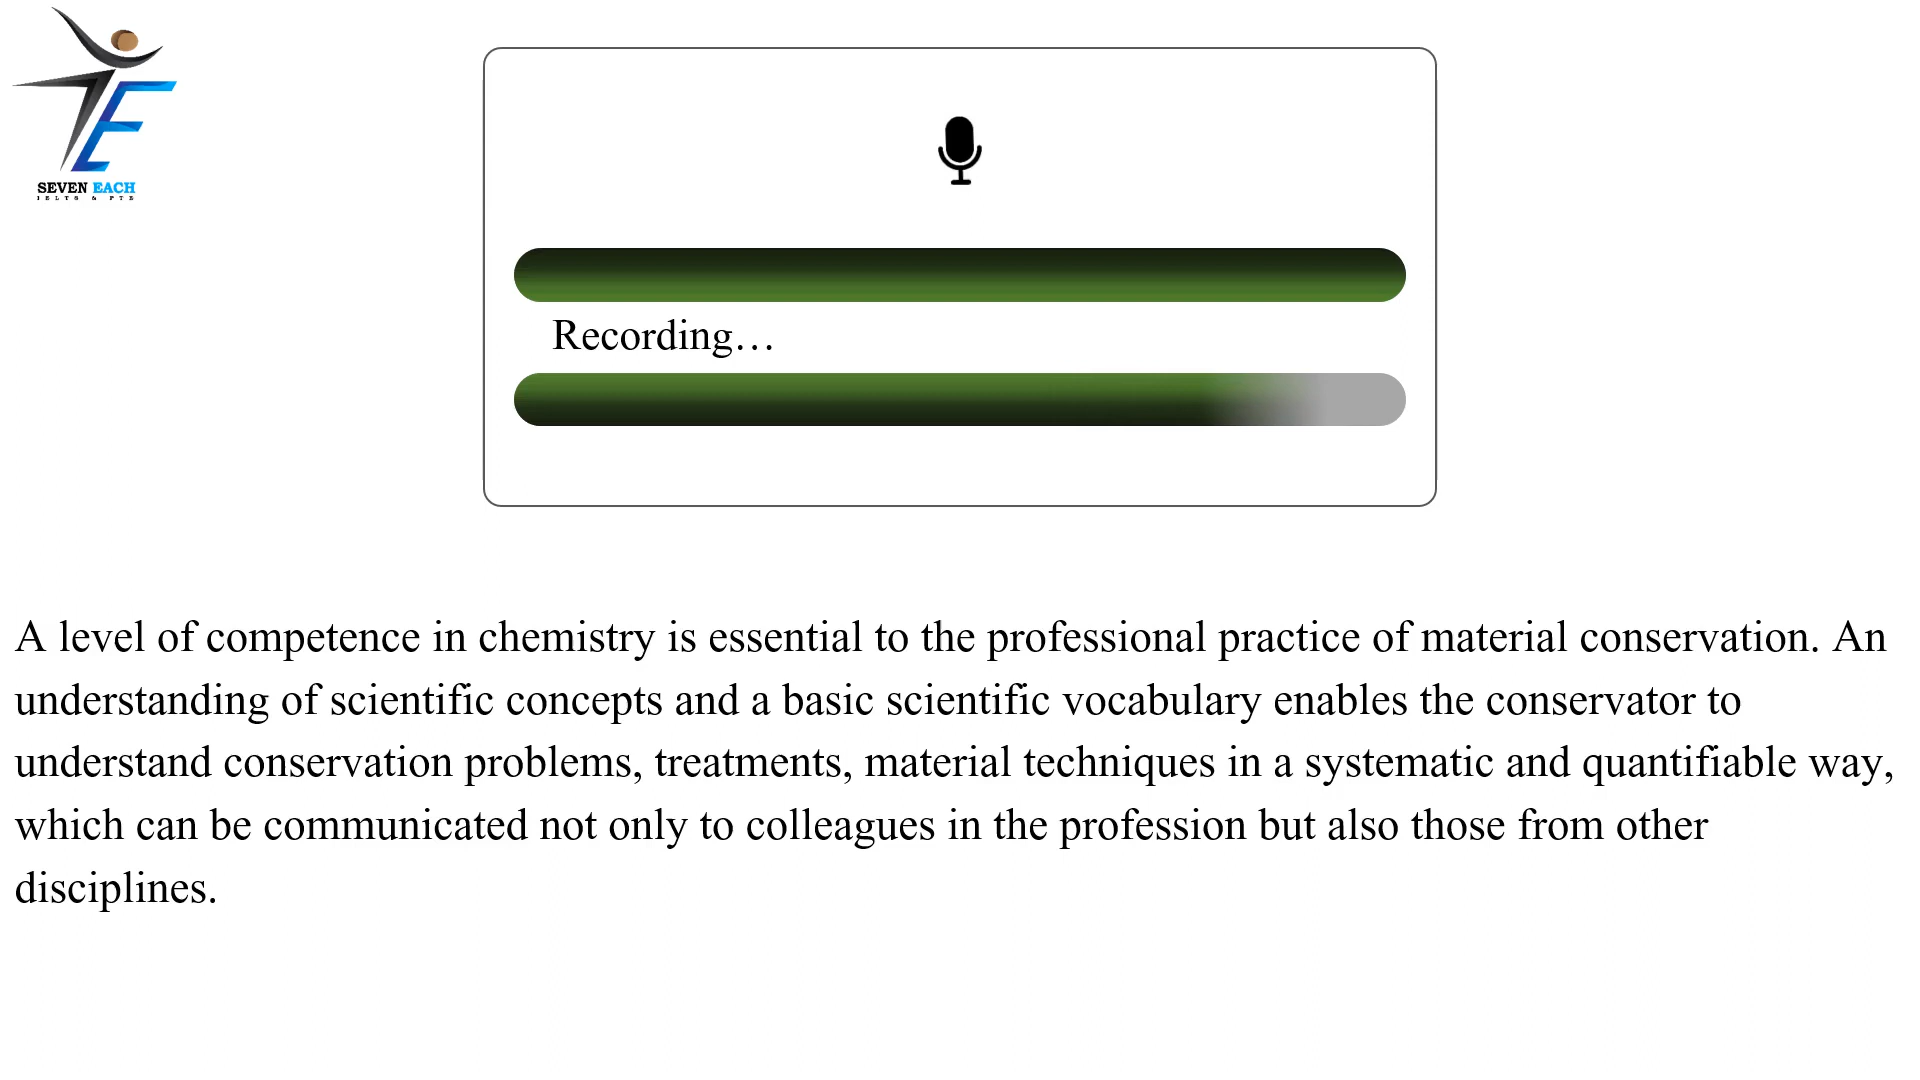 SEVEN EACH
IELTS & PTE
Recording…
A level of competence in chemistry is essential to the professional practice of material conservation. An
understanding of scientific concepts and a basic scientific vocabulary enables the conservator to
understand conservation problems, treatments, material techniques in a systematic and quantifiable way,
which can be communicated not only to colleagues in the profession but also those from other
disciplines.